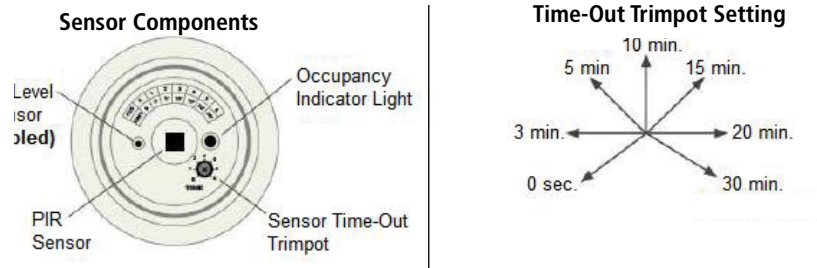 Sensor Components
Level
sor
bled)
Occupancy
Indicator Light
TIME
PIR
Sensor
Sensor Time-Out
Trimpot
Time-Out Trimpot Setting
10 min.
5 min
15 min.
3 min.
20 min.
0 sec.
30 min.